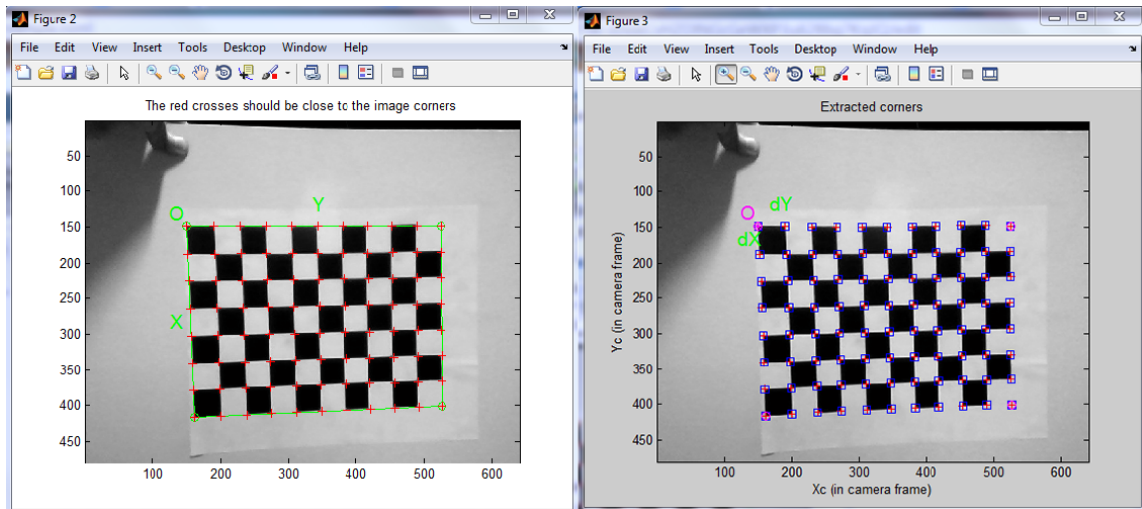 Figure 2
File Edit View Insert Tools Desktop Window Help
The red crosses should be close to the image corners
O
Y
X
50
100
150
200
250
300
350
400
450
100 200 300 400 500 600
Figure 3
File Edit View Insert Tools Desktop Window Help
Extracted corners
O
dY
dX
Yc (in camera frame)
50
100
150
200
250
300
350
400
450
100 200 300 400 500 600
Xc (in camera frame)